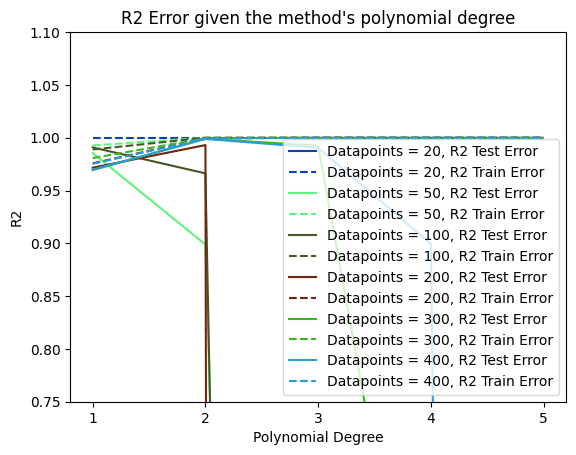 R2 Error given the method's polynomial degree
1.10
1.05
1.00
0.95
0.90
0.85
0.80
0.75
R2
Datapoints = 20, R2 Test Error
Datapoints = 20, R2 Train Error
Datapoints = 50, R2 Test Error
Datapoints = 50, R2 Train Error
Datapoints = 100, R2 Test Error
Datapoints = 100, R2 Train Error
Datapoints = 200, R2 Test Error
Datapoints = 200, R2 Train Error
Datapoints = 300, R2 Test Error
Datapoints = 300, R2 Train Error
Datapoints = 400, R2 Test Error
Datapoints = 400, R2 Train Error
1 2 3 4 5
Polynomial Degree